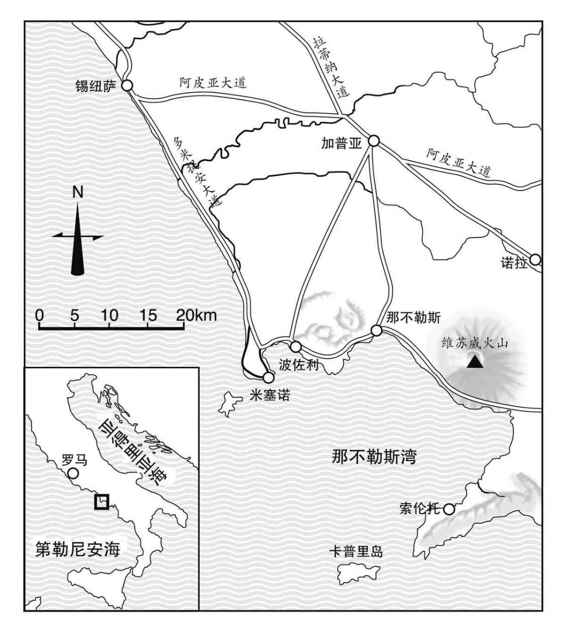 锡纽萨
阿皮亚大道
拉蒂纳大道
多米提安大道
加普亚
阿皮亚大道
N
诺拉
0 5 10 15 20km
那不勒斯
维苏威火山
波佐利
米塞诺
亚得里亚海
罗马
那不勒斯湾
索伦托
第勒尼安海
卡普里岛